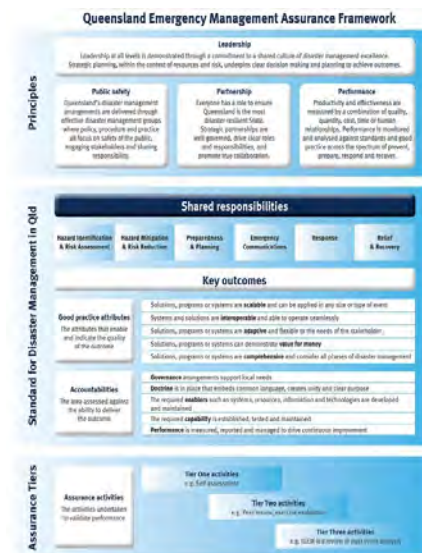 Queensland Emergency Management Assurance Framework
Principles
Leadership
Leadership at all levels is demonstrated through a commitment to a shared culture of disaster management excellence.
Strategic planning, within the context of resources and risk, underpins clear decision making and planning to achieve outcomes.
Public safety
Queensland's disaster management
arrangements are delivered through
effective disaster management groups
where policy, procedure and practice
all focus on safety of the public,
engaging stakeholders and sharing
responsibility.
Partnership
Everyone has a role to ensure
Queensland is the most
disaster resilient State.
Strategic partnerships are
well-governed, drive clear roles
and responsibilities, and
promote true collaboration.
Performance
Productivity and effectiveness are
measured by a combination of quality,
quantity, cost, time or human
relationships. Performance is monitored
and analysed against standards and good
practice across the spectrum of prevent,
prepare, respond and recover.
Standard for Disaster Management in Qld
Shared responsibilities
Hazard Identification
& Risk Assessment
Hazard Mitigation
& Risk Reduction
Preparedness
& Planning
Emergency
Communications
Response
Relief
& Recovery
Key outcomes
Good practice attributes
The attributes that enable
and indicate the quality
of the outcome
Solutions, programs or systems are scalable and can be applied to any size or type of event
Systems and solutions are interoperable and able to operate seamlessly
Solutions, programs or systems are adaptive and flexible to the needs of the stakeholder
Solutions, programs or systems can demonstrate value for money
Solutions, programs or systems are comprehensive and consider all phases of disaster management
Accountabilities
The area assessed against
the ability to deliver
the outcome
Governance arrangements support local needs
Doctrine is in place that embeds common language, creates unity and clear purpose
The required enablers such as systems, resources, information and technologies are developed
and maintained
The required capability is established, tested and maintained
Performance is measured, reported and managed to drive continuous improvement
Assurance Tiers
Assurance activities
The activities undertaken
to validate performance
Tier One activities
e.g. Self-assessment
Tier Two activities
e.g. Peer review,
Tier Three activities
e.g. IGEM